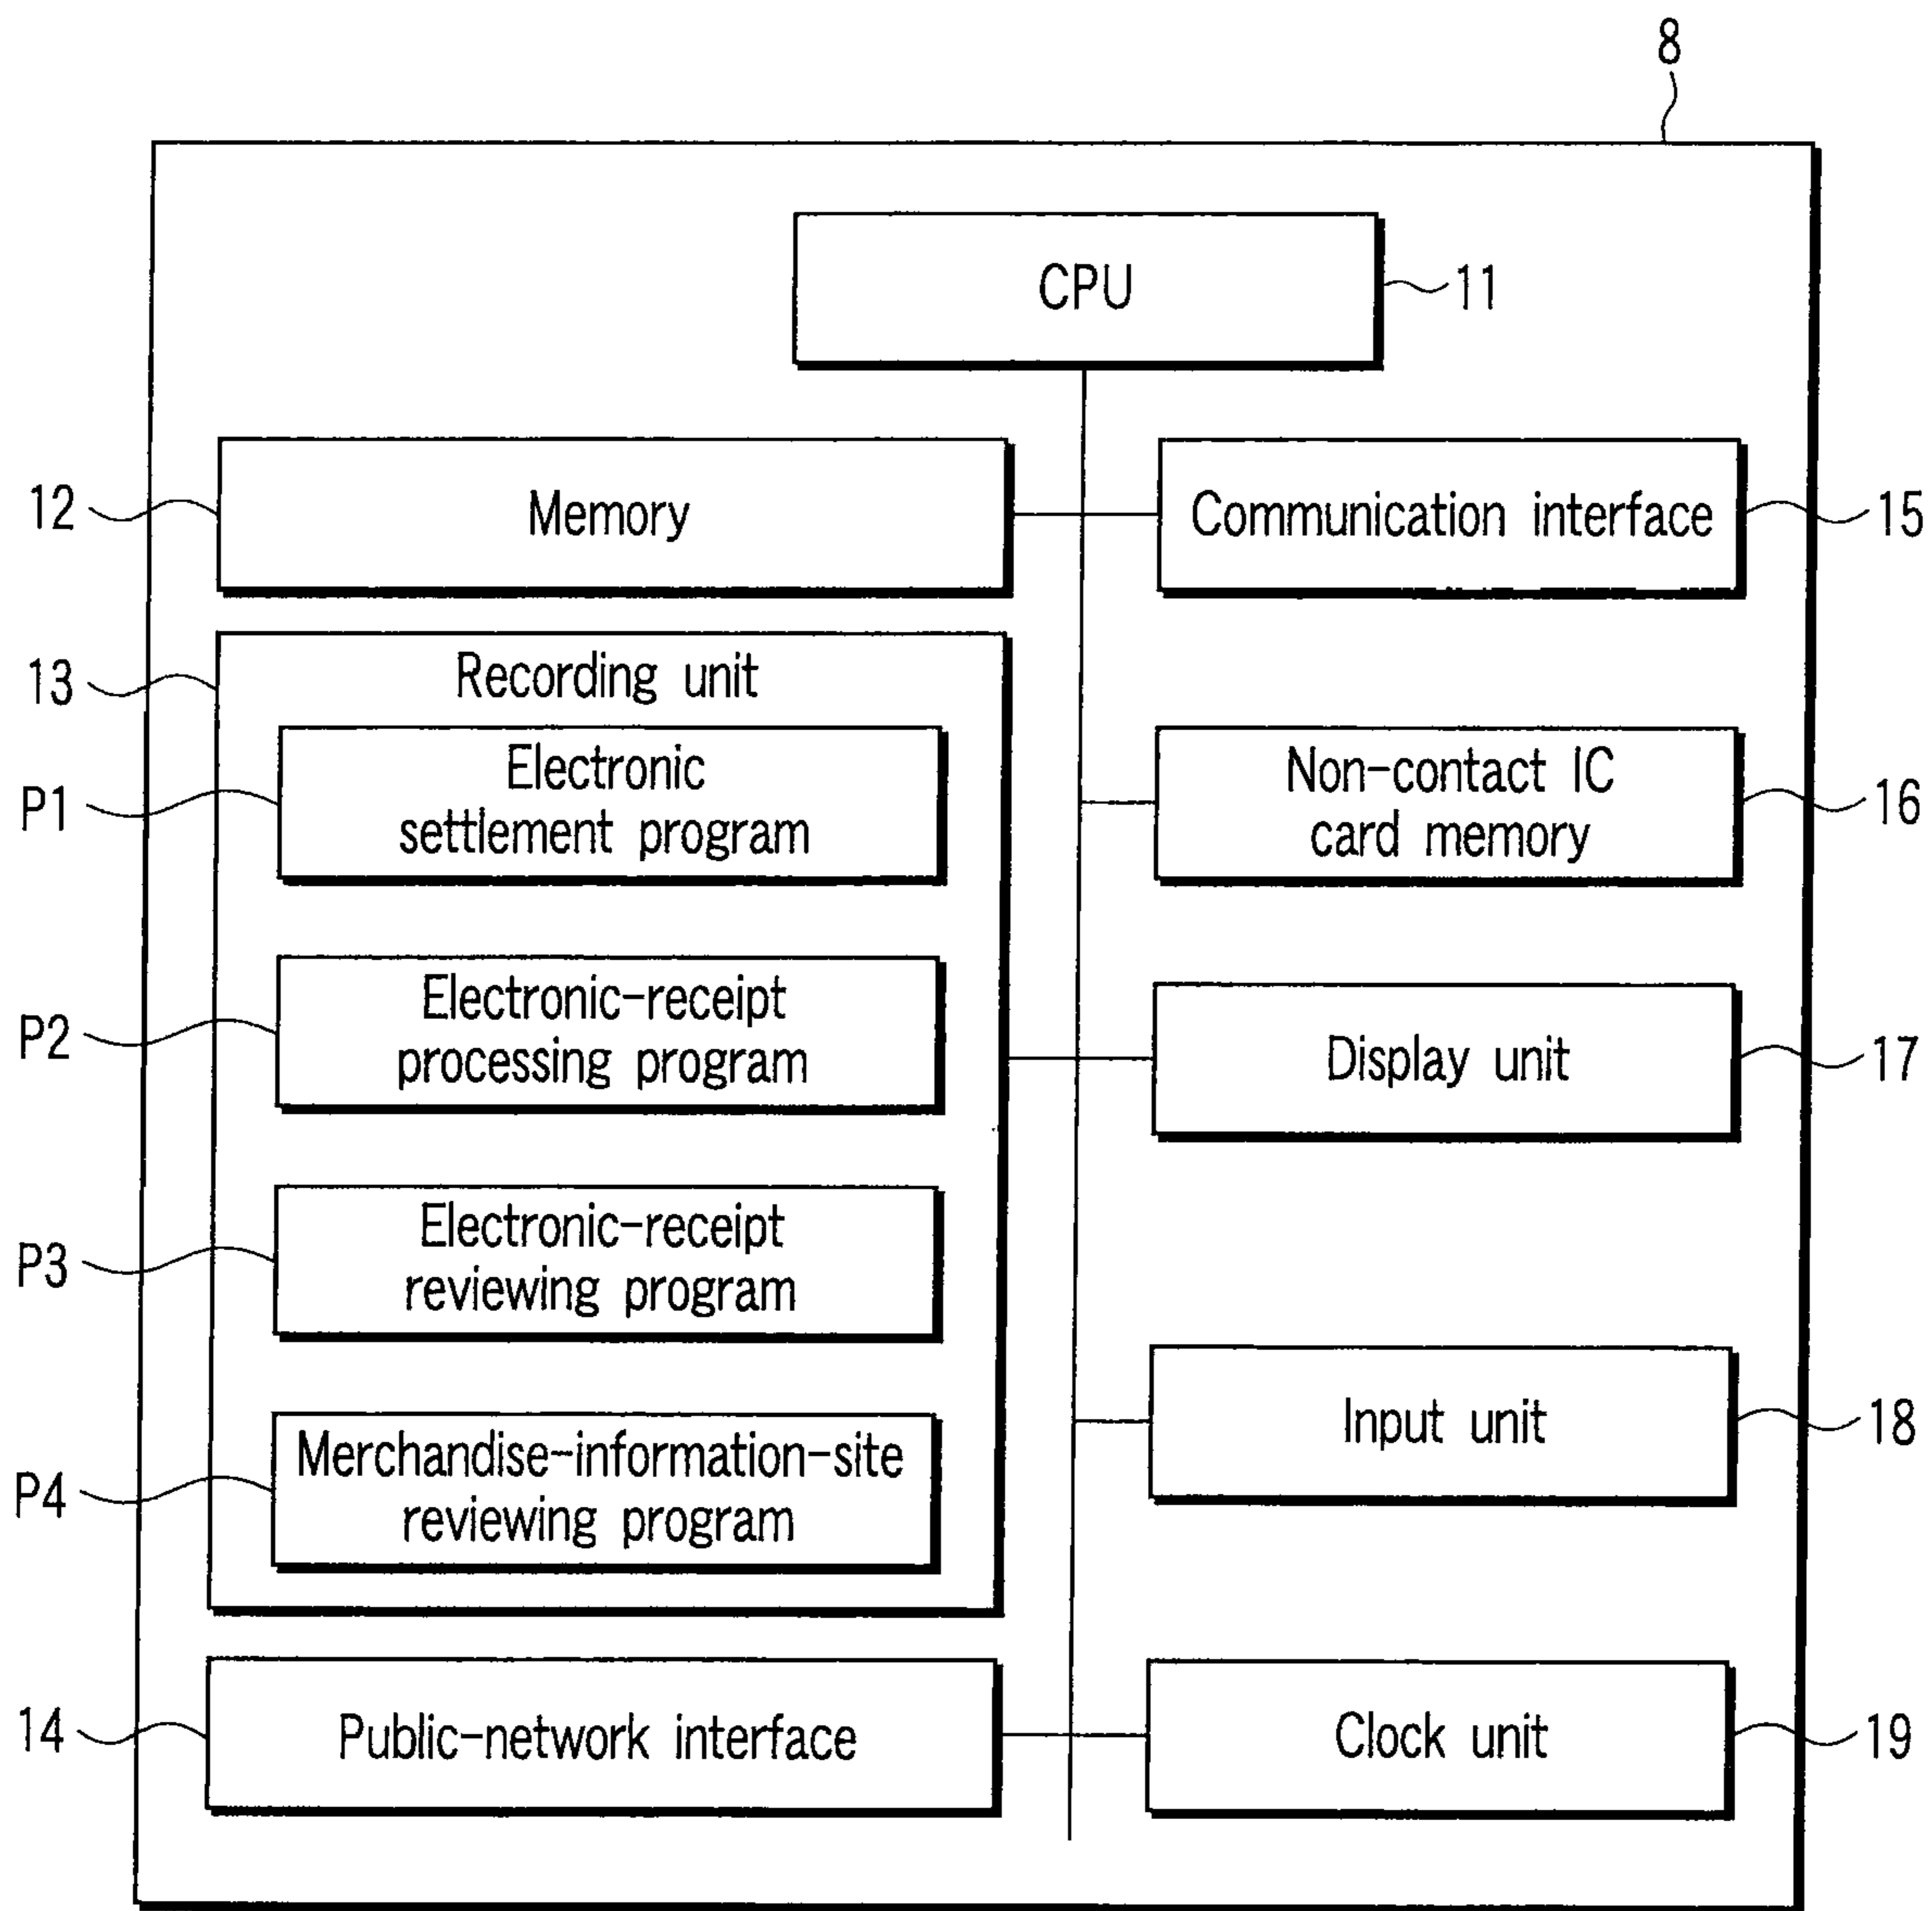 8
CPU
11
12
Memory
Communication interface
15
13
Recording unit
P1
Electronic
settlement program
Non-contact IC
card memory
16
P2
Electronic-receipt
processing program
Display unit
17
P3
Electronic-receipt
reviewing program
P4
Merchandise-information-site
reviewing program
Input unit
18
14
Public-network interface
Clock unit
19